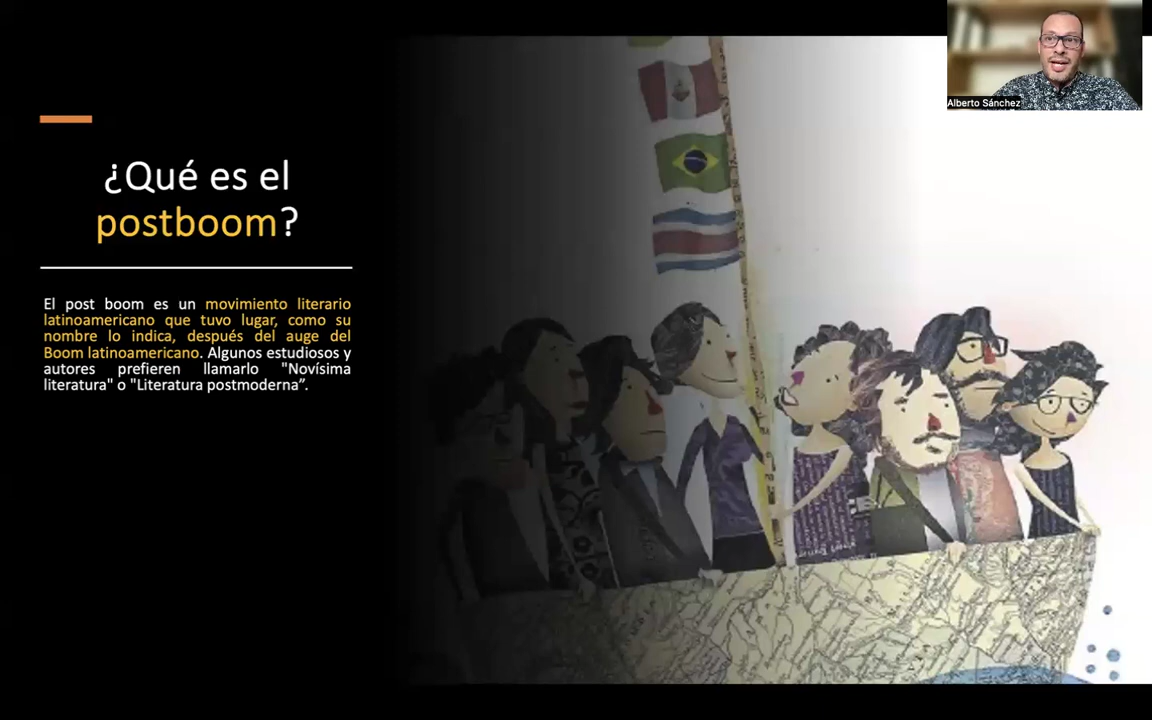 ¿Qué es el
postboom?
El post boom es un movimiento literario
latinoamericano que tuvo lugar, como su
nombre lo indica, después del auge del
Boom latinoamericano. Algunos estudiosos y
autores prefieren llamarlo "Novísima
literatura" o "Literatura postmoderna”.
Alberto Sánchez